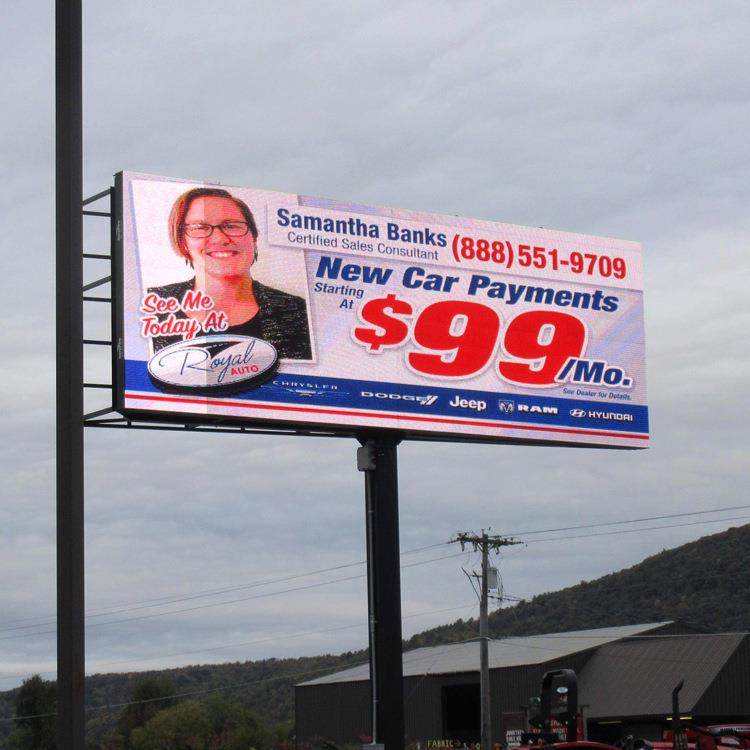 Samantha Banks
Certified Sales Consultant
(888) 551-9709
New Car Payments
Starting
At
$99/Mo.
See Dealer for Details.
See Me
Today At
Royal
AUTO
CHRYSLER
DODGE
Jeep
RAM
HYUNDAI
FABRIC